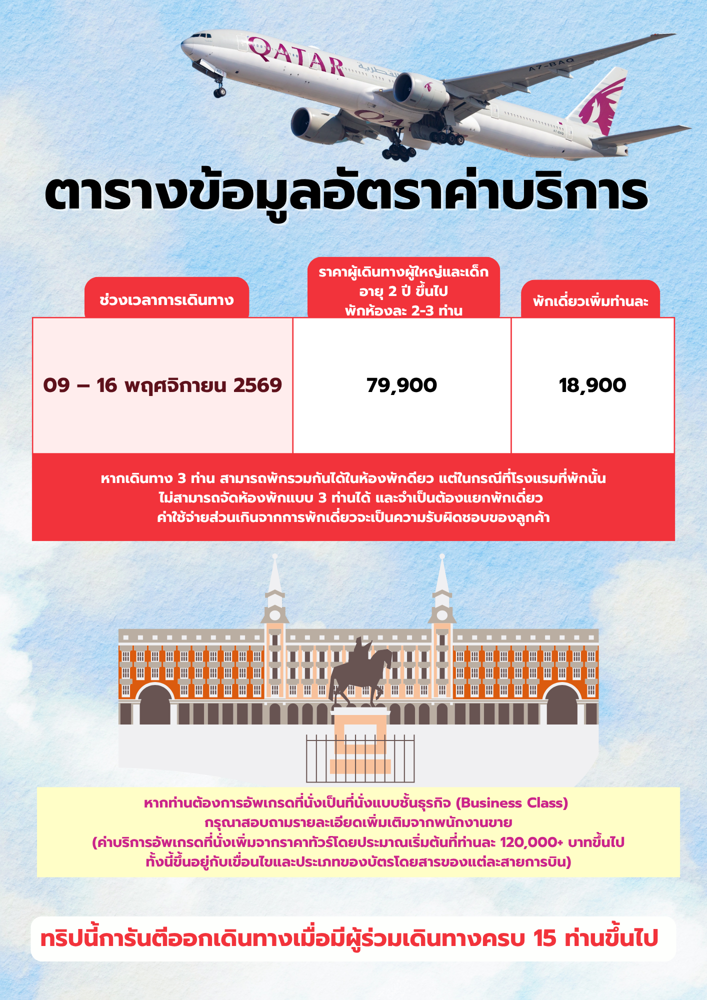 QATAR
القطرية
A7-BAQ
AQ
QA
A7-BAQ
ตารางข้อมูลอัตราค่าบริการ
ช่วงเวลาการเดินทาง
ราคาผู้เดินทางผู้ใหญ่และเด็ก
อายุ 2 ปี ขึ้นไป
พักห้องละ 2-3 ท่าน
พักเดี่ยวเพิ่มท่านละ
09 – 16 พฤศจิกายน 2569
79,900
18,900
หากเดินทาง 3 ท่าน สามารถพักรวมกันได้ในห้องพักดียว แต่ในกรณีที่โรงแรมที่พักนั้น
ไม่สามารถจัดห้องพักแบบ 3 ท่านได้ และจำเป็นต้องแยกพักเดี่ยว
ค่าใช้จ่ายส่วนเกินจากการพักเดี่ยวจะเป็นความรับผิดชอบของลูกค้า
หากท่านต้องการอัพเกรดที่นั่งเป็นที่นั่งแบบชั้นธุรกิจ (Business Class)
กรุณาสอบถามรายละเอียดเพิ่มเติมจากพนักงานขาย
(ค่าบริการอัพเกรดที่นั่งเพิ่มจากราคาทัวร์โดยประมาณเริ่มต้นที่ท่านละ 120,000+ บาทขึ้นไป
ทั้งนี้ขึ้นอยู่กับเงื่อนไขและประเภทของบัตรโดยสารของแต่ละสายการบิน)
ทริปนี้การันตีออกเดินทางเมื่อมีผู้ร่วมเดินทางครบ 15 ท่านขึ้นไป